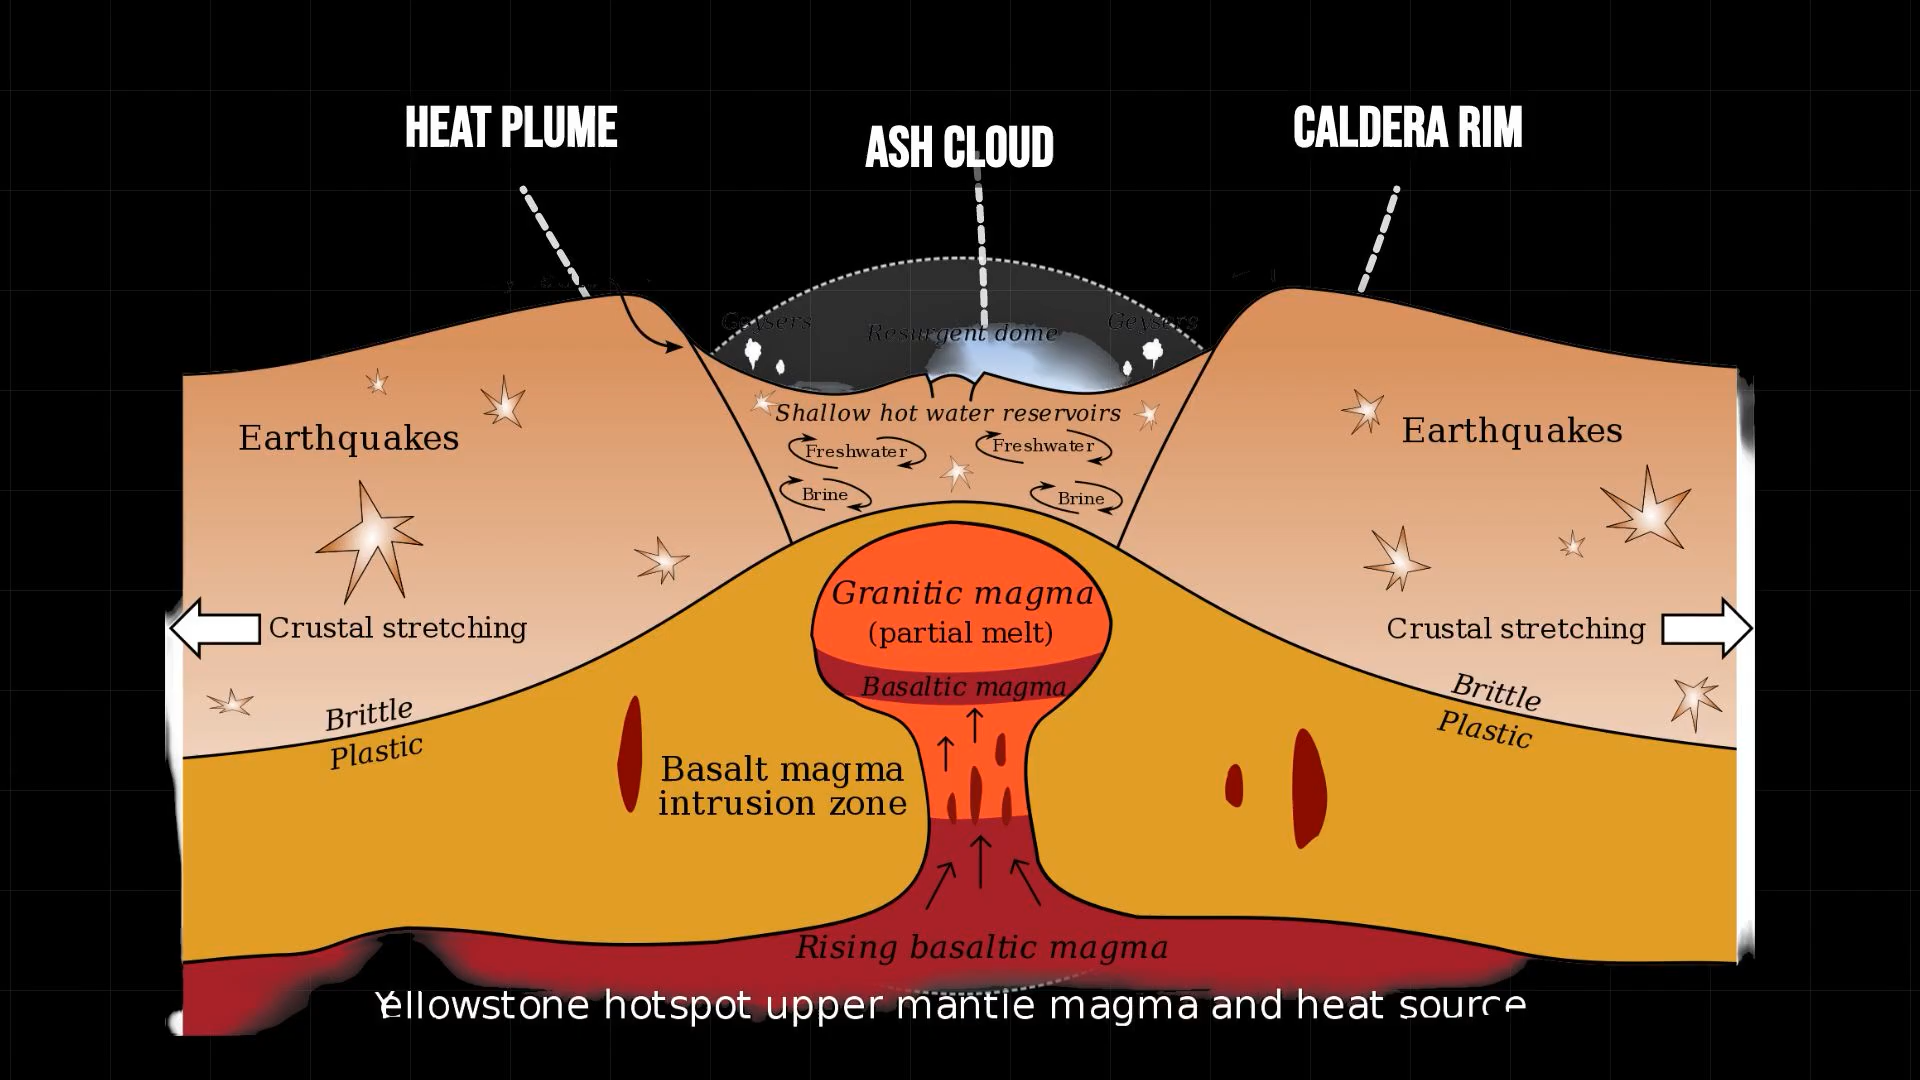 HEAT PLUME
ASH CLOUD
CALDERA RIM
Geysers
Resurgent dome
Geysers
Shallow hot water reservoirs
Freshwater
Freshwater
Brine
Brine
Earthquakes
Earthquakes
Granitic magma
(partial melt)
Crustal stretching
Crustal stretching
Basaltic magma
Brittle
Plastic
Brittle
Plastic
Basalt magma
intrusion zone
Rising basaltic magma
Yellowstone hotspot upper mantle magma and heat source